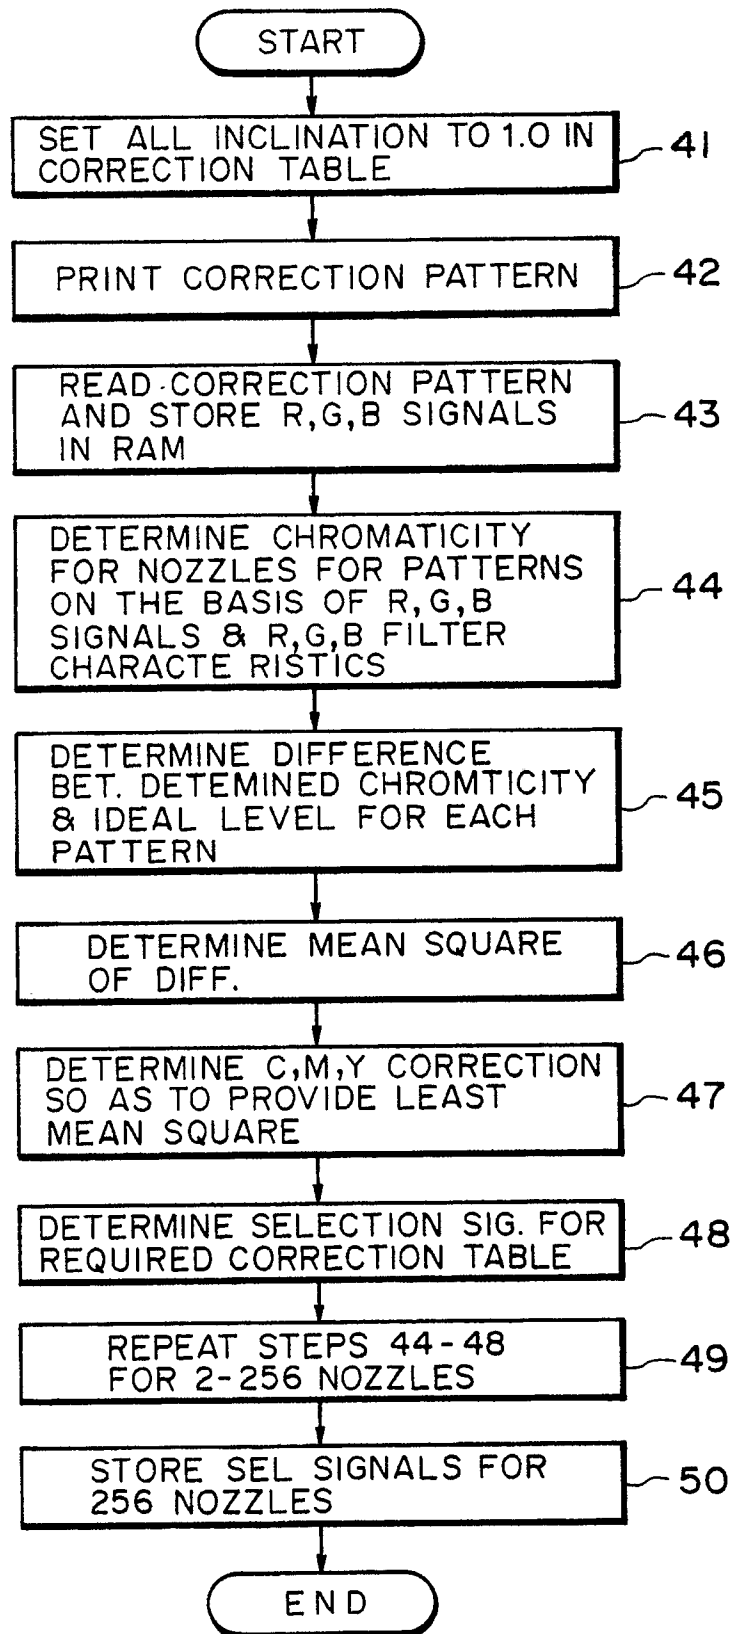 START
SET ALL INCLINATION TO 1.0 IN
CORRECTION TABLE
41
PRINT CORRECTION PATTERN
42
READ CORRECTION PATTERN
AND STORE R,G,B SIGNALS
IN RAM
43
DETERMINE CHROMATICITY
FOR NOZZLES FOR PATTERNS
ON THE BASIS OF R,G,B
SIGNALS & R,G,B FILTER
CHARACTE RISTICS
44
DETERMINE DIFFERENCE
BET. DETEMINED CHROMTICITY
& IDEAL LEVEL FOR EACH
PATTERN
45
DETERMINE MEAN SQUARE
OF DIFF.
46
DETERMINE C,M,Y CORRECTION
SO AS TO PROVIDE LEAST
MEAN SQUARE
47
DETERMINE SELECTION SIG. FOR
REQUIRED CORRECTION TABLE
48
REPEAT STEPS 44-48
FOR 2-256 NOZZLES
49
STORE SEL SIGNALS FOR
256 NOZZLES
50
END